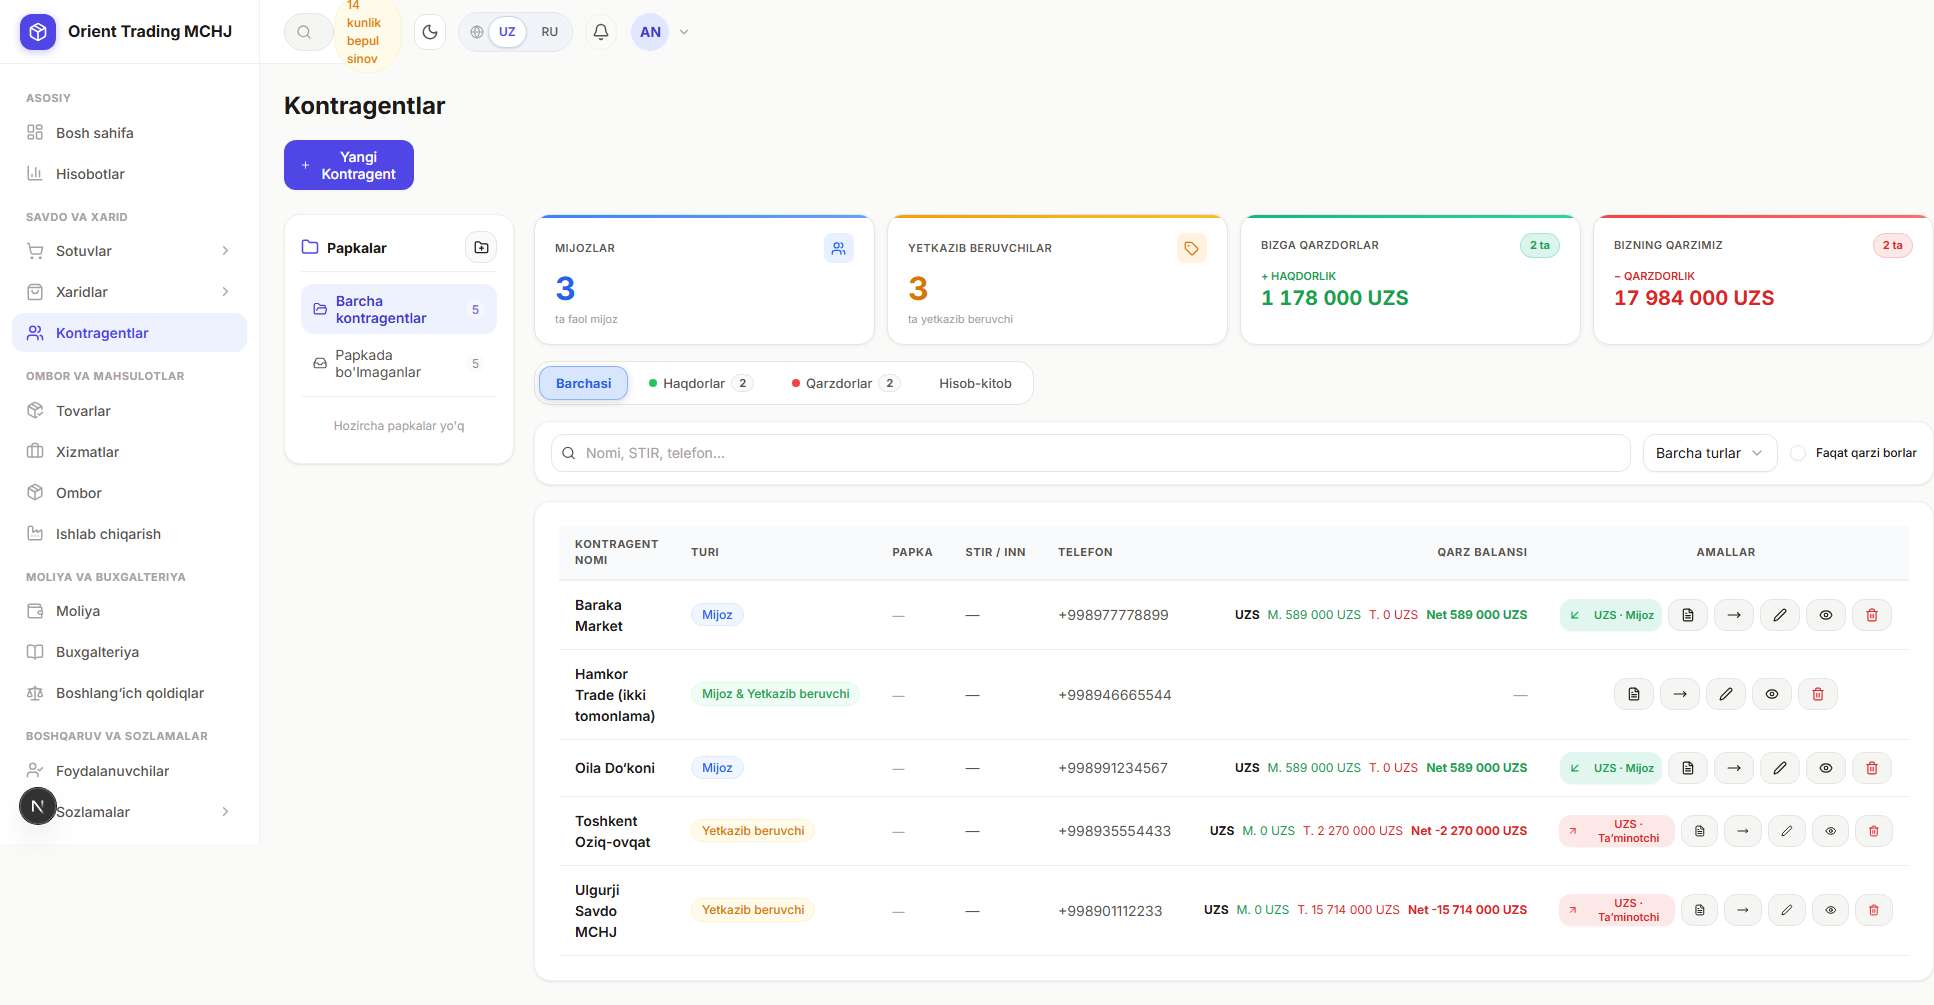 Orient Trading MCHJ
14
kunlik
bepul
sinov
UZ
RU
AN
ASOSIY
Bosh sahifa
Hisobotlar
SAVDO VA XARID
Sotuvlar
Xaridlar
Kontragentlar
OMBOR VA MAHSULOTLAR
Tovarlar
Xizmatlar
Ombor
Ishlab chiqarish
MOLIYA VA BUXGALTERIYA
Moliya
Buxgalteriya
Boshlang‘ich qoldiqlar
BOSHQARUV VA SOZLAMALAR
Foydalanuvchilar
N
Sozlamalar
Kontragentlar
+ Yangi
Kontragent
Papkalar
Barcha
kontragentlar
5
Papkada
bo'lmaganlar
5
Hozircha papkalar yo'q
MIJOZLAR
3
ta faol mijoz
YETKAZIB BERUVCHILAR
3
ta yetkazib beruvchi
BIZGA QARZDORLAR
2 ta
+ HAQDORLIK
1 178 000 UZS
BIZNING QARZIMIZ
2 ta
− QARZDORLIK
17 984 000 UZS
Barchasi
Haqdorlar 2
Qarzdorlar 2
Hisob-kitob
Nomi, STIR, telefon...
Barcha turlar
Faqat qarzi borlar
KONTRAGENT
NOMI
TURI
PAPKA
STIR / INN
TELEFON
QARZ BALANSI
AMALLAR
Baraka
Market
Mijoz
—
—
+998977778899
UZS M. 589 000 UZS T. 0 UZS Net 589 000 UZS
UZS · Mijoz
Hamkor
Trade (ikki
tomonlama)
Mijoz & Yetkazib beruvchi
—
—
+998946665544
—
Oila Do‘koni
Mijoz
—
—
+998991234567
UZS M. 589 000 UZS T. 0 UZS Net 589 000 UZS
UZS · Mijoz
Toshkent
Oziq-ovqat
Yetkazib beruvchi
—
—
+998935554433
UZS M. 0 UZS T. 2 270 000 UZS Net -2 270 000 UZS
UZS ·
Ta’minotchi
Ulgurji
Savdo
MCHJ
Yetkazib beruvchi
—
—
+998901112233
UZS M. 0 UZS T. 15 714 000 UZS Net -15 714 000 UZS
UZS ·
Ta’minotchi